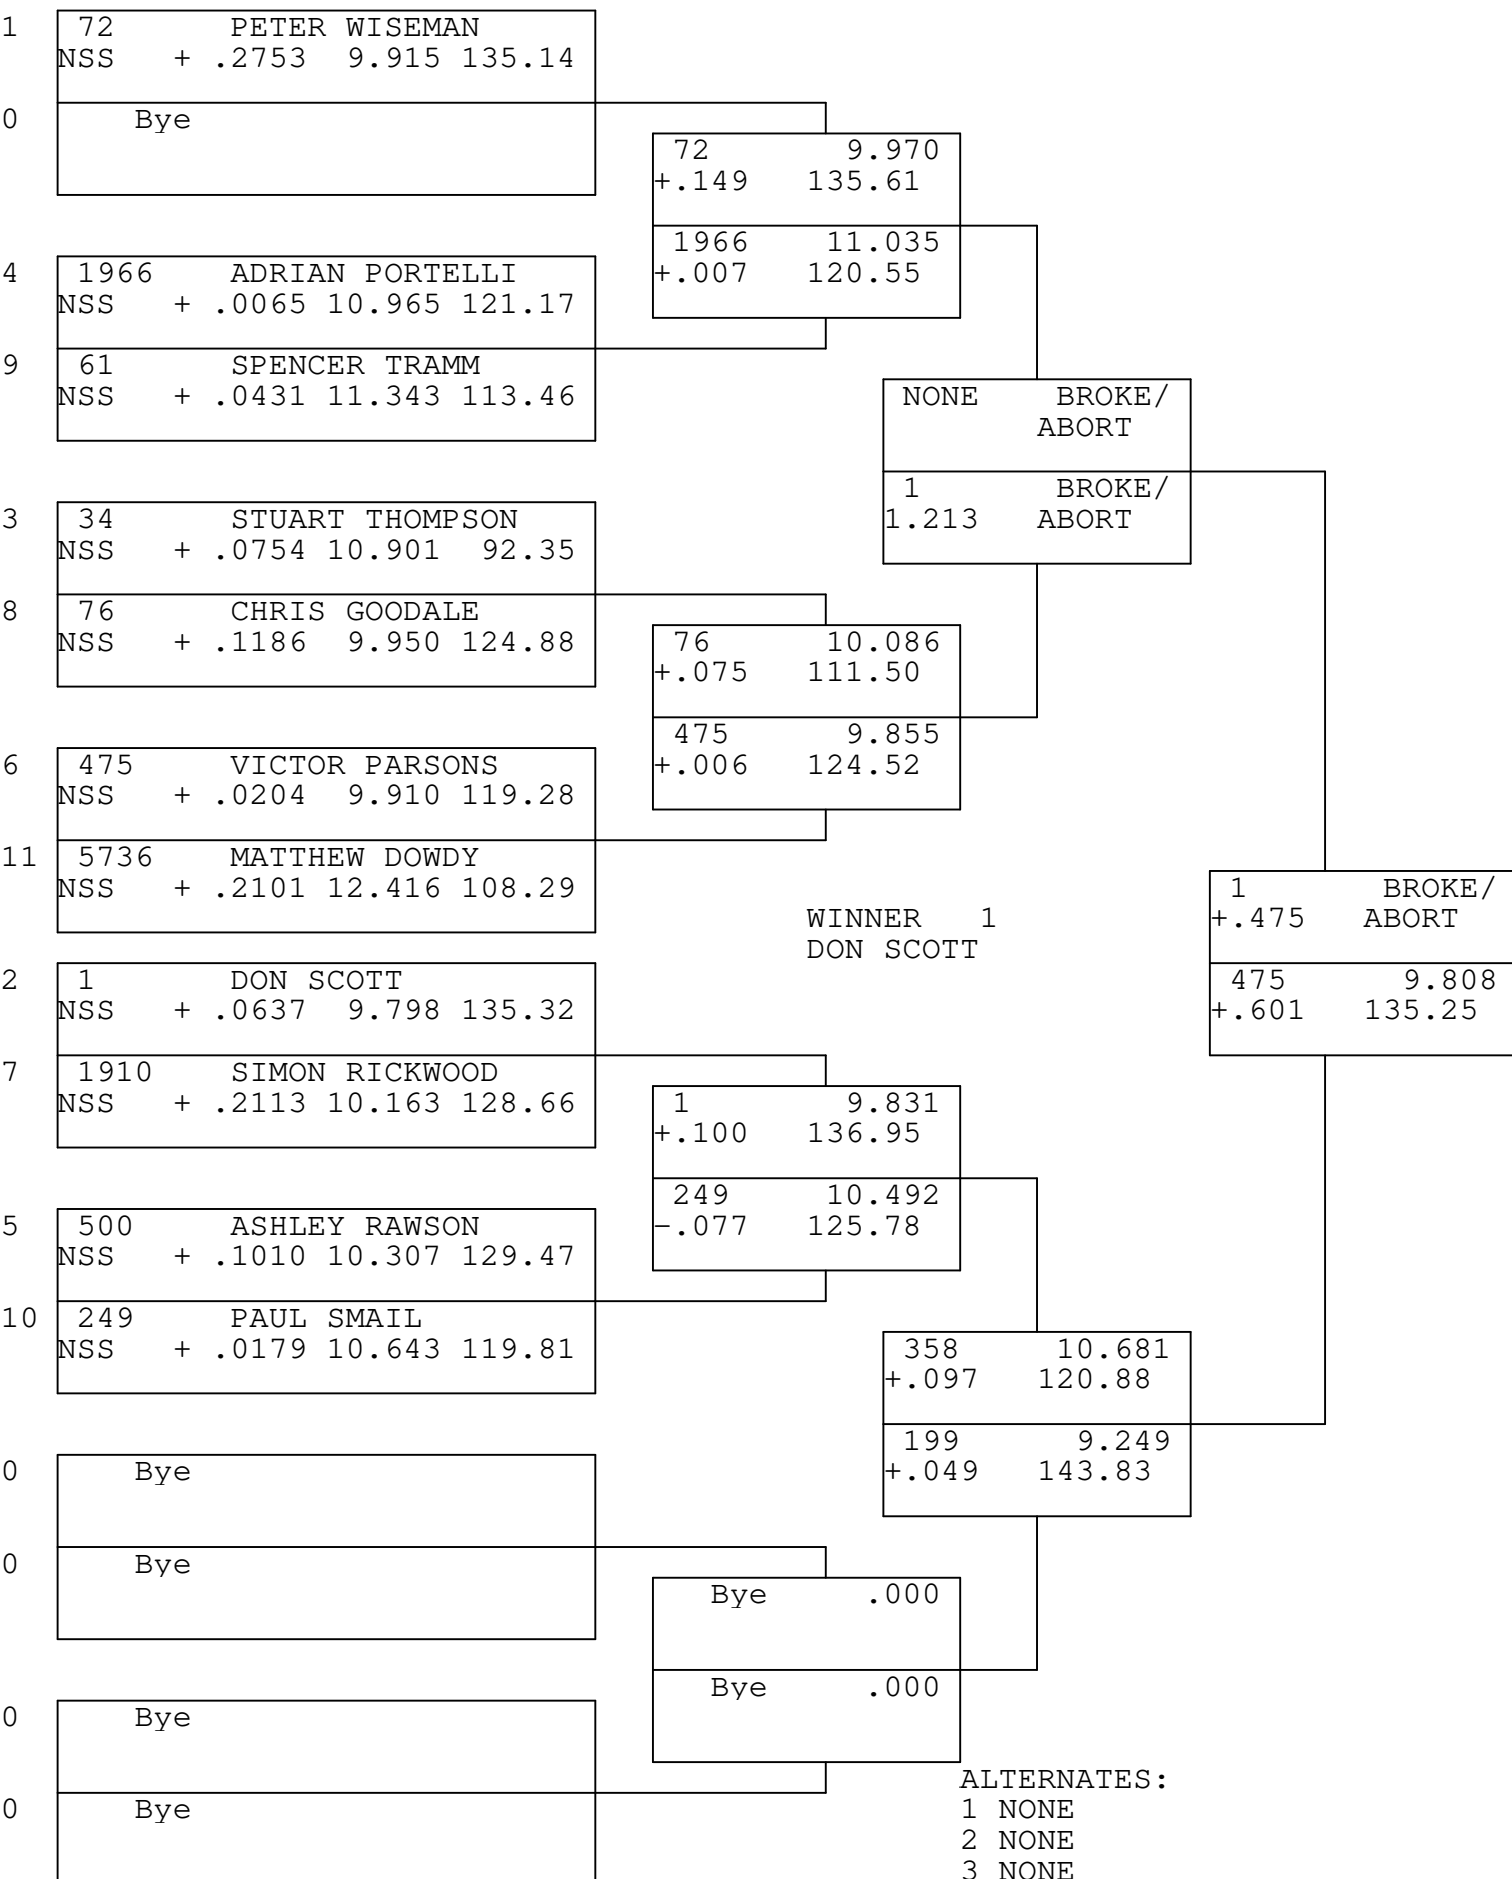 1 72 PETER WISEMAN
NSS + .2753 9.915 135.14
0 Bye
72 9.970
+.149 135.61
1966 11.035
+.007 120.55
4 1966 ADRIAN PORTELLI
NSS + .0065 10.965 121.17
9 61 SPENCER TRAMM
NSS + .0431 11.343 113.46
NONE BROKE/
ABORT
1 BROKE/
1.213 ABORT
3 34 STUART THOMPSON
NSS + .0754 10.901 92.35
8 76 CHRIS GOODALE
NSS + .1186 9.950 124.88
76 10.086
+.075 111.50
475 9.855
+.006 124.52
6 475 VICTOR PARSONS
NSS + .0204 9.910 119.28
11 5736 MATTHEW DOWDY
NSS + .2101 12.416 108.29
WINNER 1
DON SCOTT
1 BROKE/
+.475 ABORT
475 9.808
+.601 135.25
2 1 DON SCOTT
NSS + .0637 9.798 135.32
7 1910 SIMON RICKWOOD
NSS + .2113 10.163 128.66
1 9.831
+.100 136.95
249 10.492
-.077 125.78
5 500 ASHLEY RAWSON
NSS + .1010 10.307 129.47
10 249 PAUL SMAIL
NSS + .0179 10.643 119.81
358 10.681
+.097 120.88
199 9.249
+.049 143.83
0 Bye
0 Bye
Bye .000
Bye .000
0 Bye
0 Bye
ALTERNATES:
1 NONE
2 NONE
3 NONE